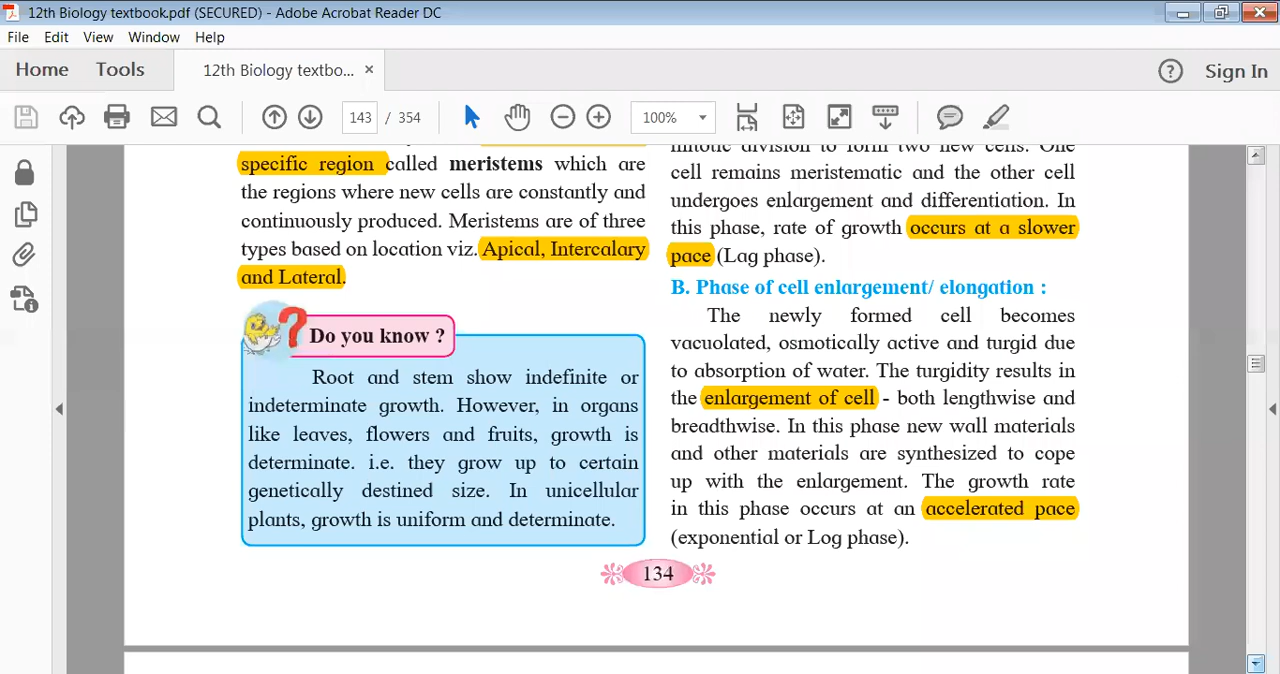 12th Biology textbook.pdf (SECURED) - Adobe Acrobat Reader DC
File Edit View Window Help
Home Tools 12th Biology textbo... × ? Sign In
143 / 354 100%
specific region called meristems which are
the regions where new cells are constantly and
continuously produced. Meristems are of three
types based on location viz. Apical, Intercalary
and Lateral.
? Do you know ?
Root and stem show indefinite or
indeterminate growth. However, in organs
like leaves, flowers and fruits, growth is
determinate. i.e. they grow up to certain
genetically destined size. In unicellular
plants, growth is uniform and determinate.
mitotic division to form two new cells. One
cell remains meristematic and the other cell
undergoes enlargement and differentiation. In
this phase, rate of growth occurs at a slower
pace (Lag phase).
B. Phase of cell enlargement/ elongation :
The newly formed cell becomes
vacuolated, osmotically active and turgid due
to absorption of water. The turgidity results in
the enlargement of cell - both lengthwise and
breadthwise. In this phase new wall materials
and other materials are synthesized to cope
up with the enlargement. The growth rate
in this phase occurs at an accelerated pace
(exponential or Log phase).
134